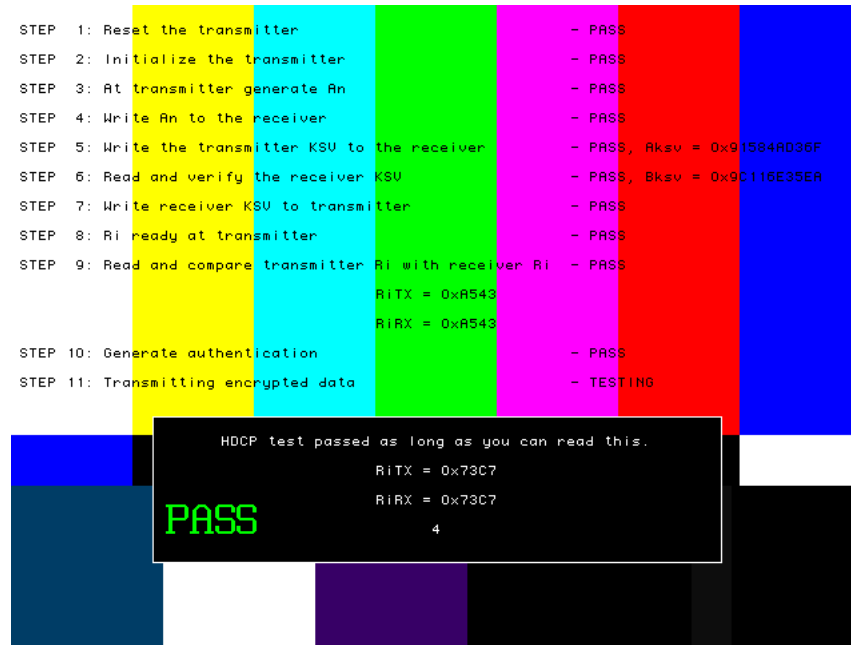 STEP 1: Reset the transmitter - PASS
STEP 2: Initialize the transmitter - PASS
STEP 3: At transmitter generate An - PASS
STEP 4: Write An to the receiver - PASS
STEP 5: Write the transmitter KSV to the receiver - PASS, Aksv = 0x91584AD36F
STEP 6: Read and verify the receiver KSV - PASS, Bksv = 0x9C116E35EA
STEP 7: Write receiver KSV to transmitter - PASS
STEP 8: Ri ready at transmitter - PASS
STEP 9: Read and compare transmitter Ri with receiver Ri - PASS
RiTX = 0xA543
RiRX = 0xA543
STEP 10: Generate authentication - PASS
STEP 11: Transmitting encrypted data - TESTING
HDCP test passed as long as you can read this.
RiTX = 0x73C7
RiRX = 0x73C7
PASS
4